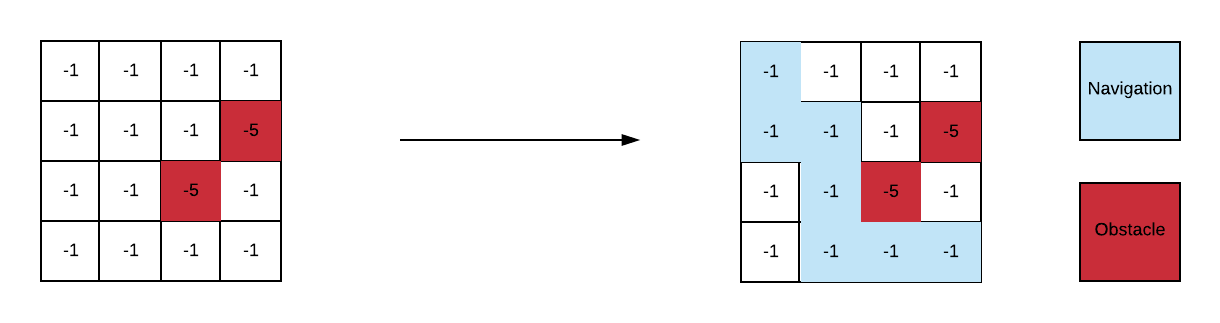 -1 -1 -1 -1 -1 -1 -1 -1
Navigation
-1 -1 -1 -5 -1 -1 -1 -5
-1 -1 -5 -1 -1 -1 -5 -1
Obstacle
-1 -1 -1 -1 -1 -1 -1 -1